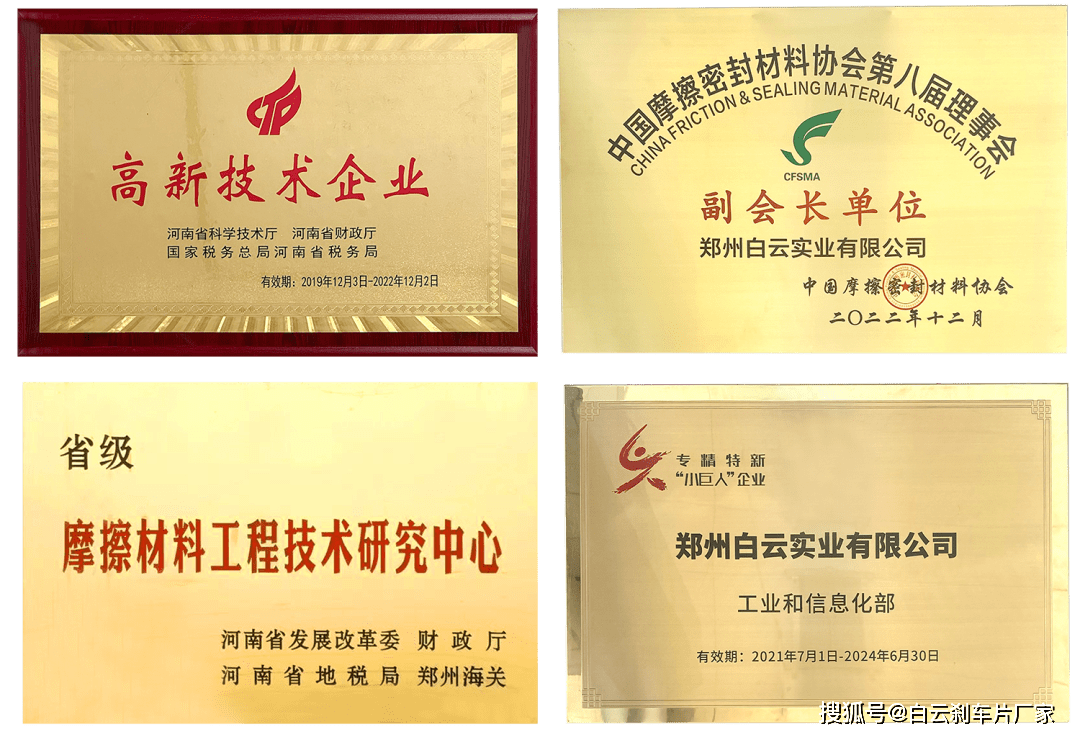 高新技术企业
河南省科学技术厅 河南省财政厅
国家税务总局河南省税务局
有效期：2019年12月3日-2022年12月2日
中国摩擦密封材料协会第八届理事会
CHINA FRICTION & SEALING MATERIAL ASSOCIATION
CFSMA
副会长单位
郑州白云实业有限公司
中国摩擦密封材料协会
二〇二二年十二月
省级
摩擦材料工程技术研究中心
河南省发展改革委 财政厅
河南省地税局 郑州海关
专精特新
“小巨人”企业
郑州白云实业有限公司
工业和信息化部
有效期：2021年7月1日-2024年6月30日
搜狐号@白云刹车片厂家